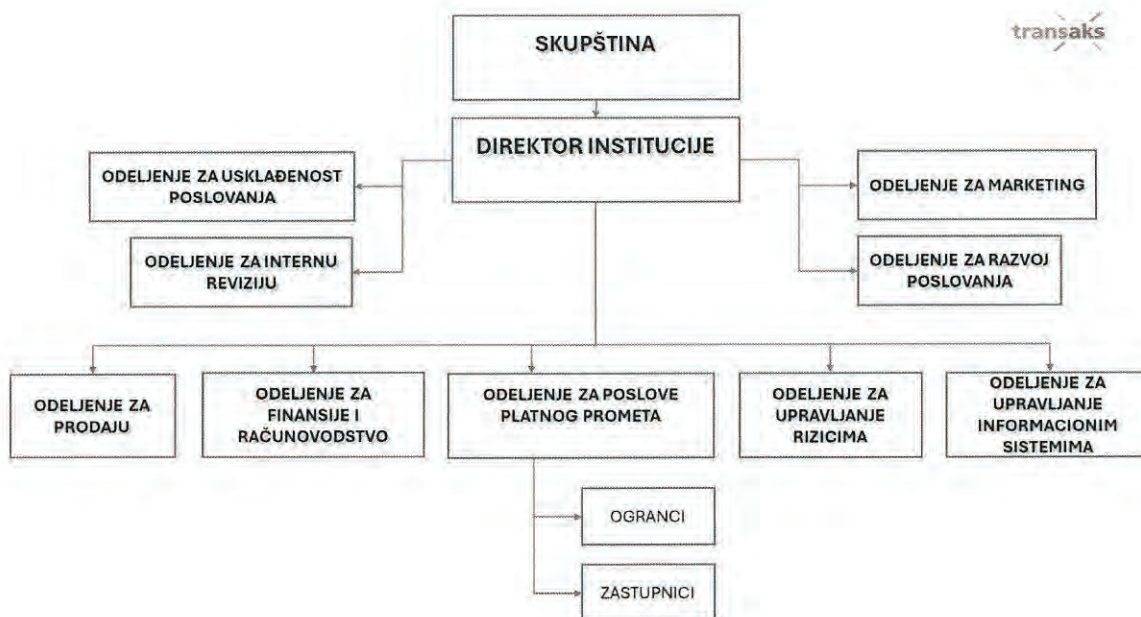 SKUPŠTINA
transaks
DIREKTOR INSTITUCIJE
ODELJENJE ZA USKLAĐENOST
POSLOVANJA
ODELJENJE ZA MARKETING
ODELJENJE ZA INTERNU
REVIZIJU
ODELJENJE ZA RAZVOJ
POSLOVANJA
ODELJENJE ZA
PRODAJU
ODELJENJE ZA
FINANSIJE I
RAČUNOVODSTVO
ODELJENJE ZA POSLOVE
PLATNOG PROMETA
ODELJENJE ZA
UPRAVLJANJE
RIZICIMA
ODELJENJE ZA
UPRAVLJANJE
INFORMACIONIM
SISTEMIMA
OGRANCI
ZASTUPNICI